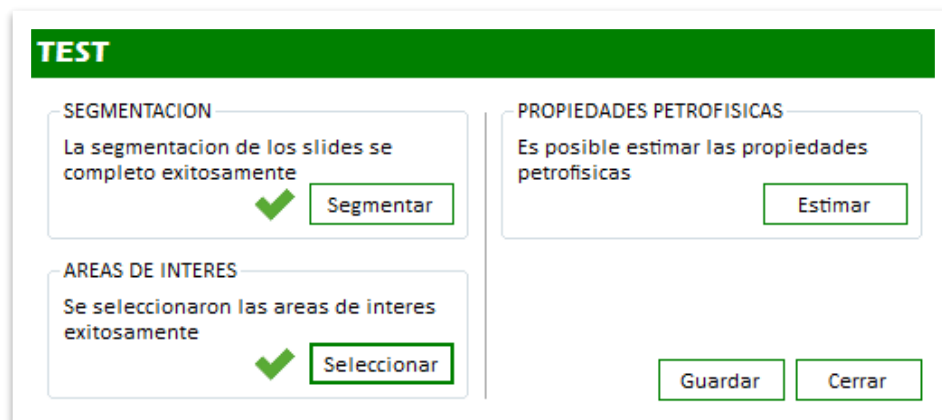 TEST
SEGMENTACION
La segmentacion de los slides se
completo exitosamente
Segmentar
AREAS DE INTERES
Se seleccionaron las areas de interes
exitosamente
Seleccionar
PROPIEDADES PETROFISICAS
Es posible estimar las propiedades
petrofisicas
Estimar
Guardar
Cerrar